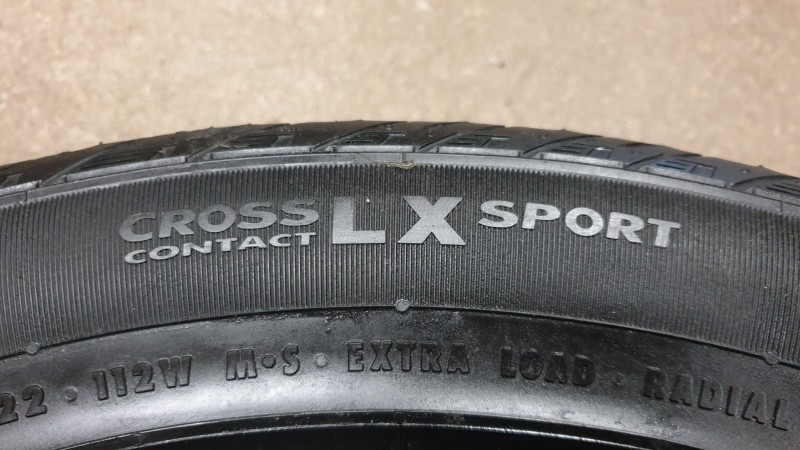 CROSS
CONTACT
LX SPORT
22 · 112W M·S · EXTRA LOAD · RADIAL